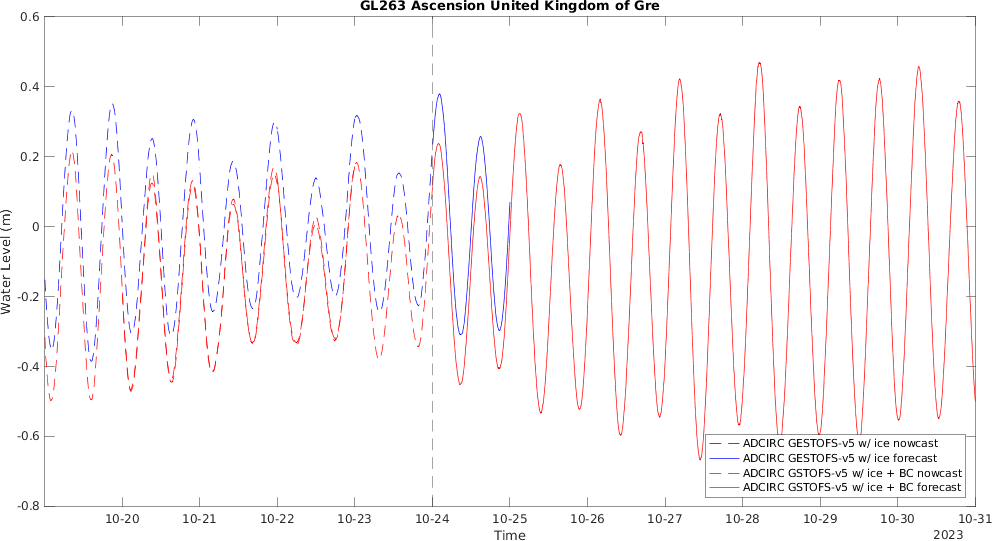 GL263 Ascension United Kingdom of Gre
0.6
0.4
0.2
0
-0.2
-0.4
-0.6
-0.8
Water Level (m)
ADCIRC GESTOFS-v5 w/ ice nowcast
ADCIRC GESTOFS-v5 w/ ice forecast
ADCIRC GSTOFS-v5 w/ ice + BC nowcast
ADCIRC GSTOFS-v5 w/ ice + BC forecast
10-20 10-21 10-22 10-23 10-24 10-25 10-26 10-27 10-28 10-29 10-30 10-31
Time
2023